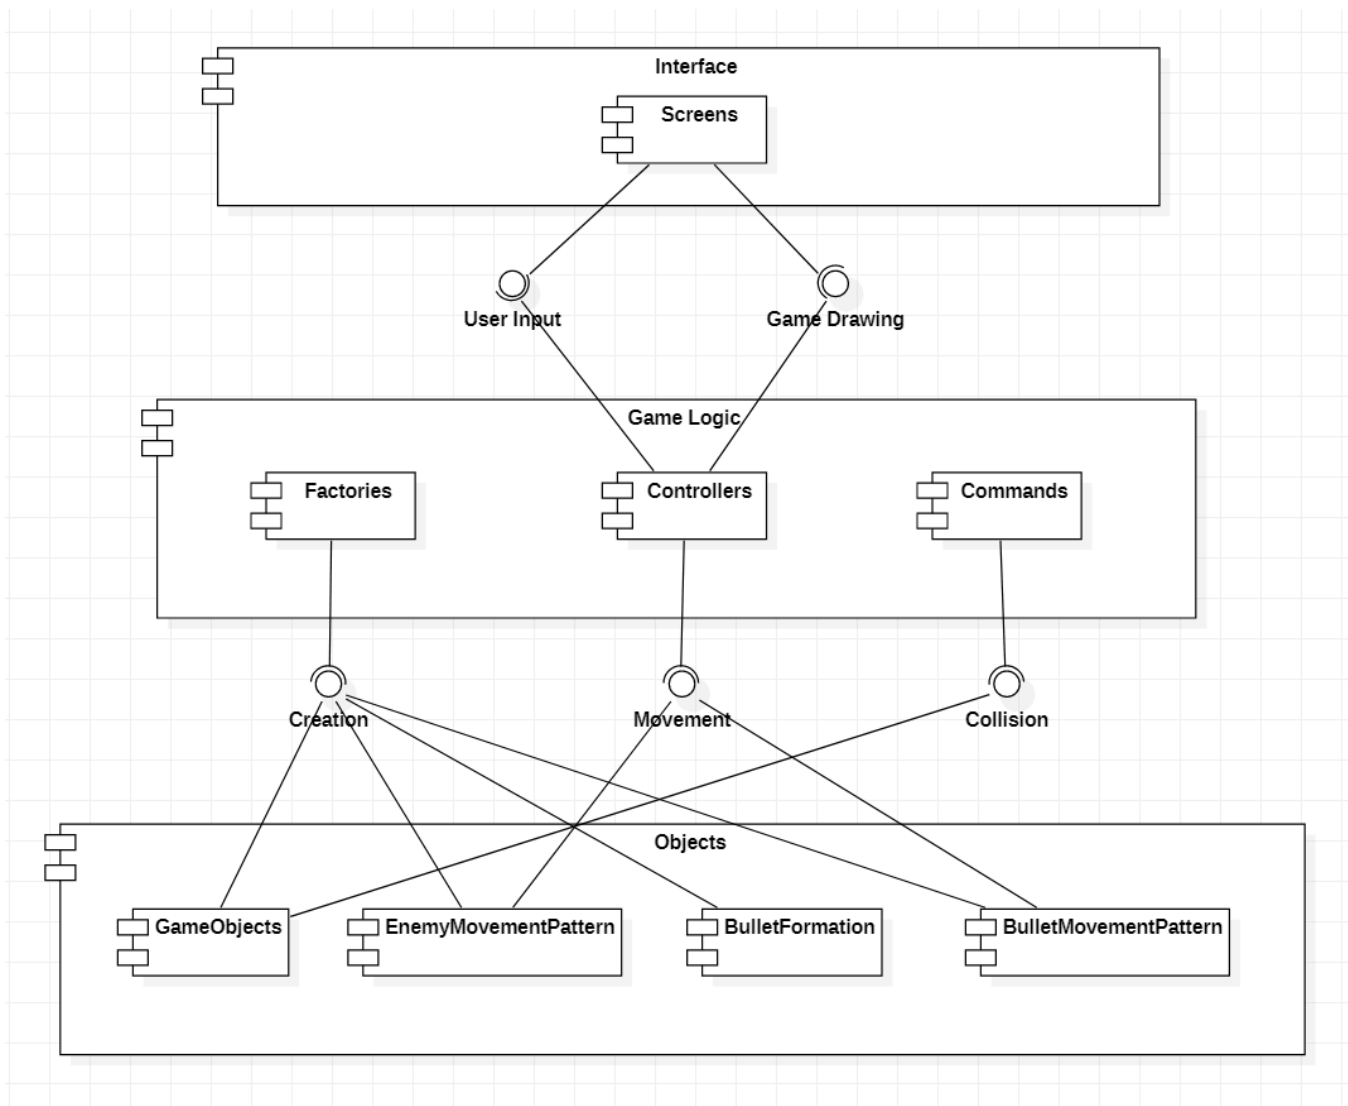 Interface
Screens
User Input
Game Drawing
Game Logic
Factories
Controllers
Commands
Creation
Movement
Collision
Objects
GameObjects
EnemyMovementPattern
BulletFormation
BulletMovementPattern